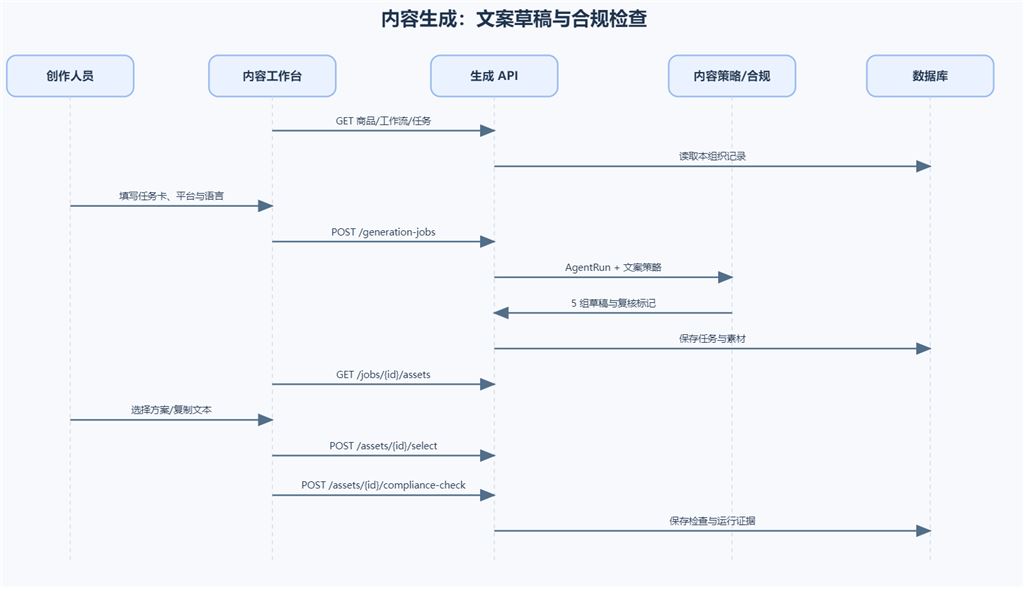 内容生成：文案草稿与合规检查
创作人员
内容工作台
生成 API
内容策略/合规
数据库
GET 商品/工作流/任务
读取本组织记录
填写任务卡、平台与语言
POST /generation-jobs
AgentRun + 文案策略
5 组草稿与复核标记
保存任务与素材
GET /jobs/{id}/assets
选择方案/复制文本
POST /assets/{id}/select
POST /assets/{id}/compliance-check
保存检查与运行证据